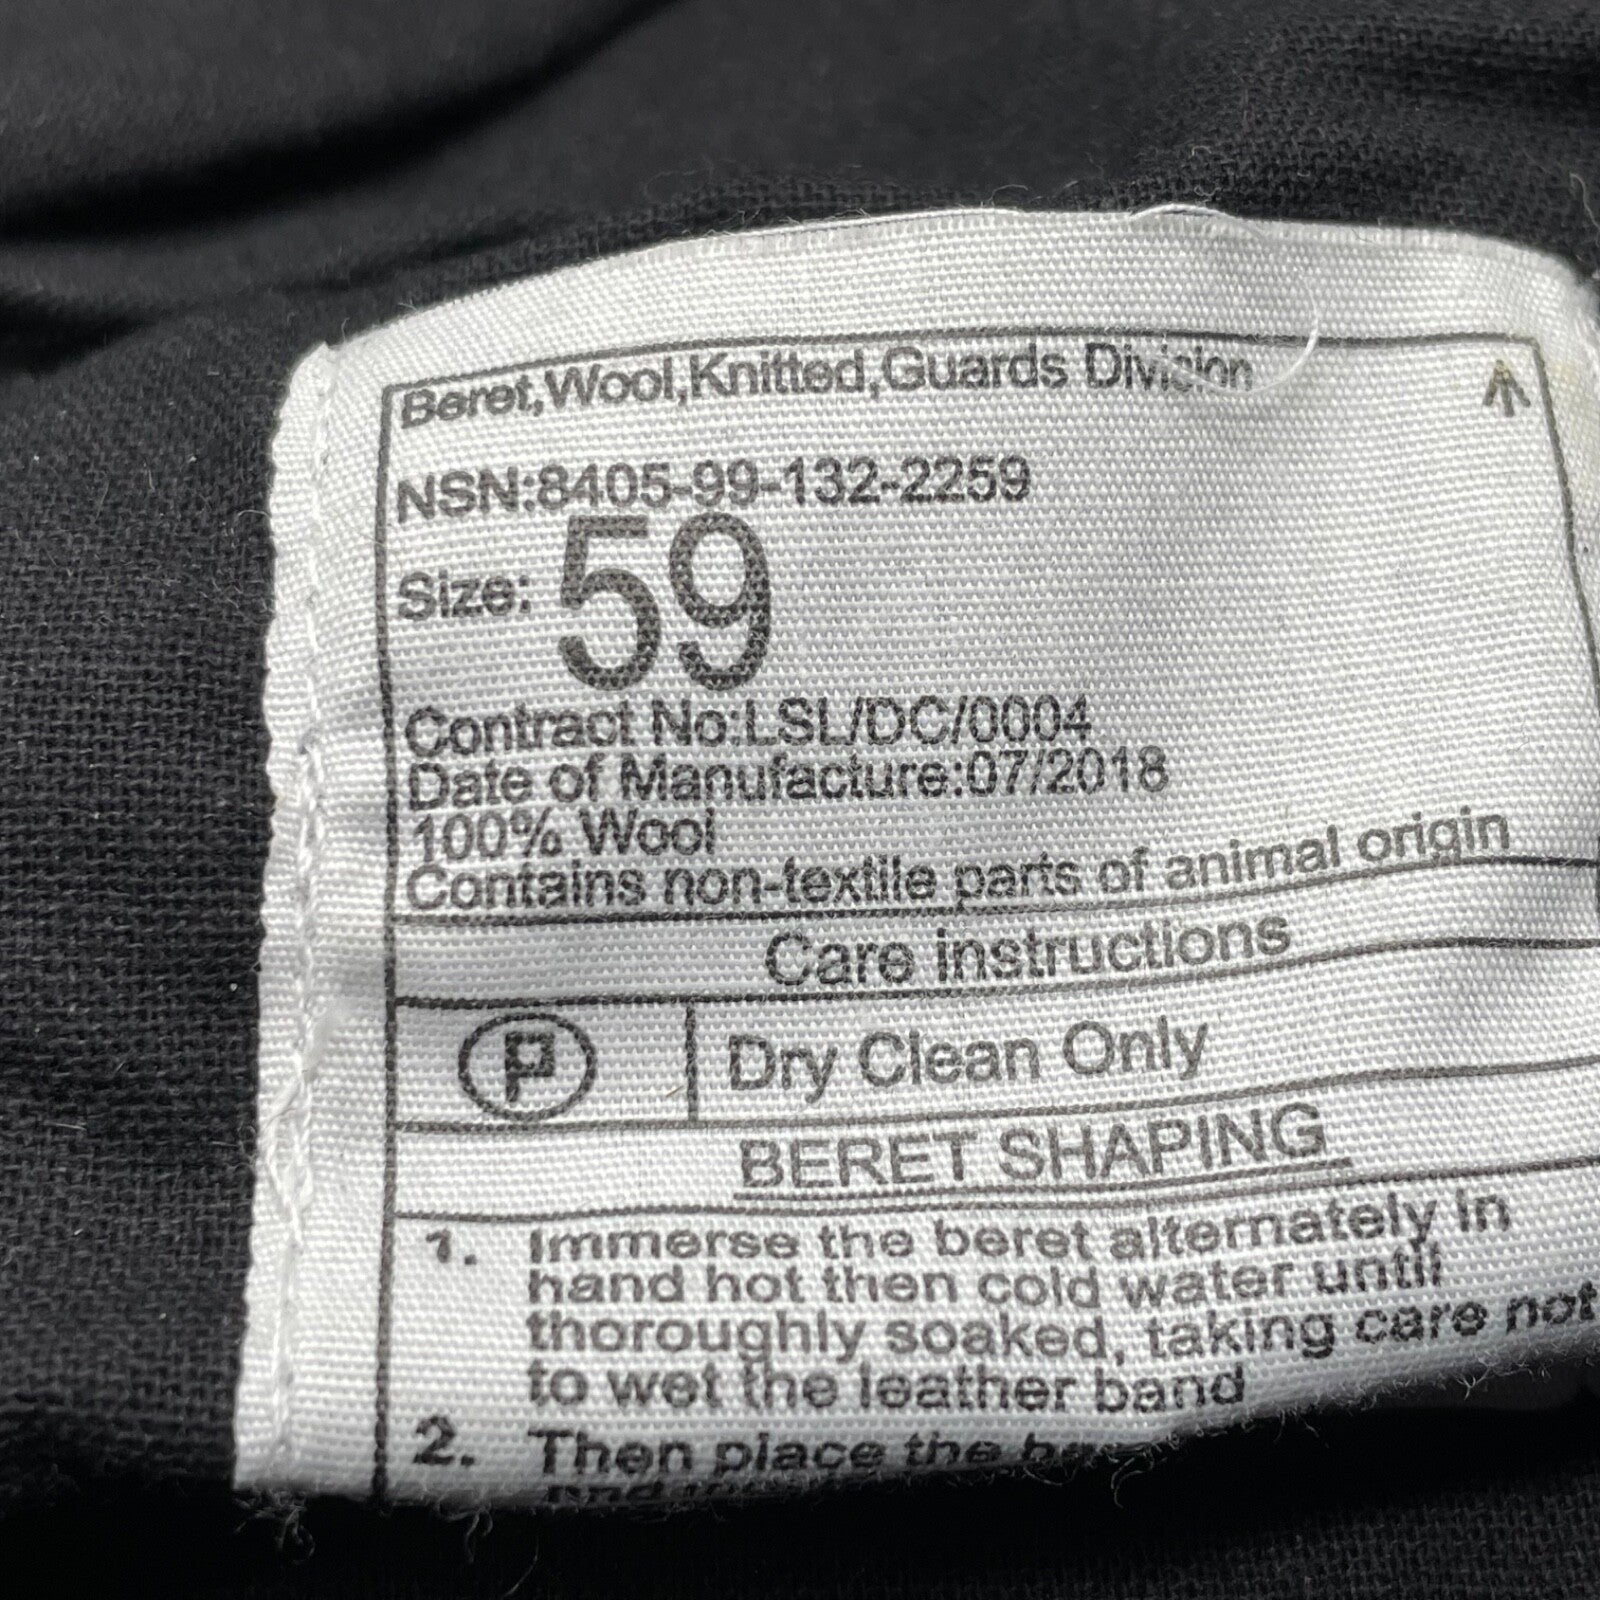 Beret,Wool,Knitted,Guards Division
NSN:8405-99-132-2259
Size: 59
Contract No:LSL/DC/0004
Date of Manufacture:07/2018
100% Wool
Contains non-textile parts of animal origin
Care instructions
P Dry Clean Only
BERET SHAPING
1. Immerse the beret alternately in
hand hot then cold water until
thoroughly soaked, taking care not
to wet the leather band
2. Then place the
and